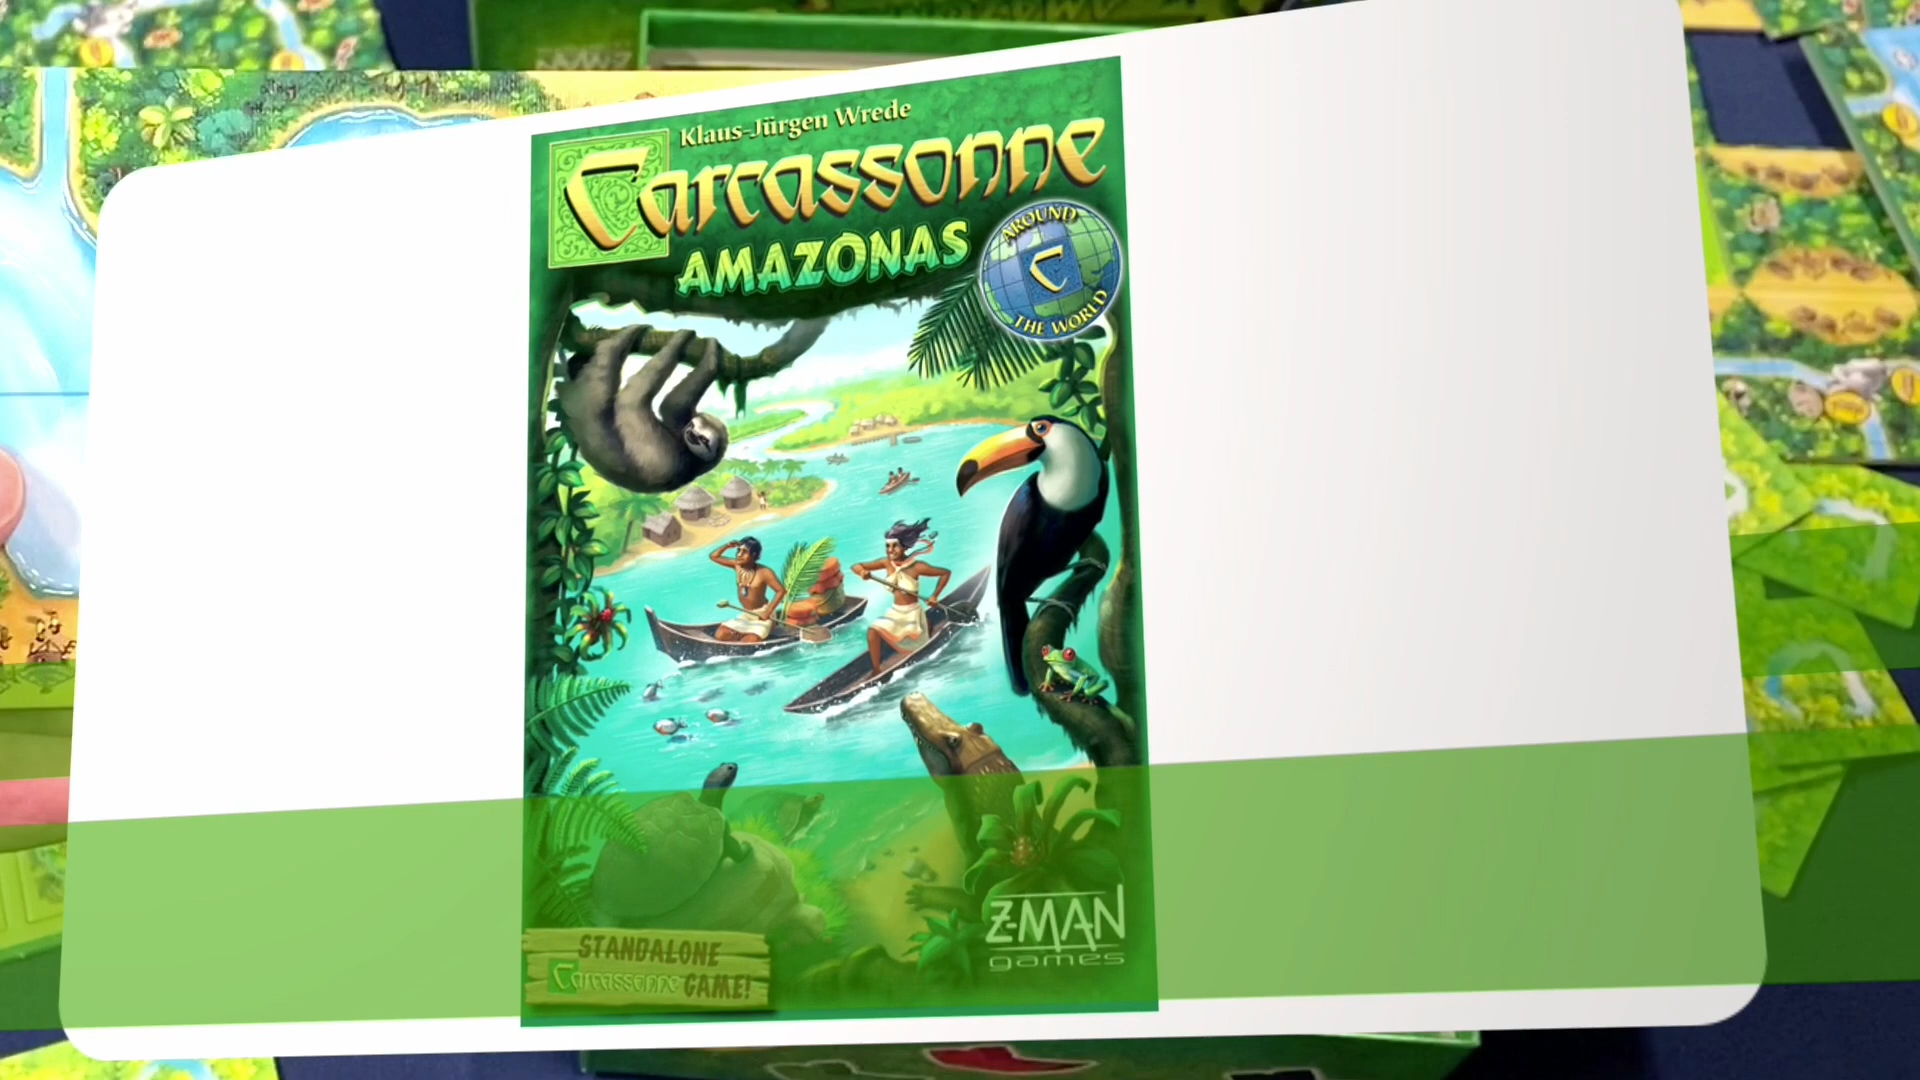 Klaus-Jürgen Wrede
Carcassonne
AMAZONAS
AROUND
C
THE WORLD
STANDALONE
Carcassonne GAME!
Z-MAN
games